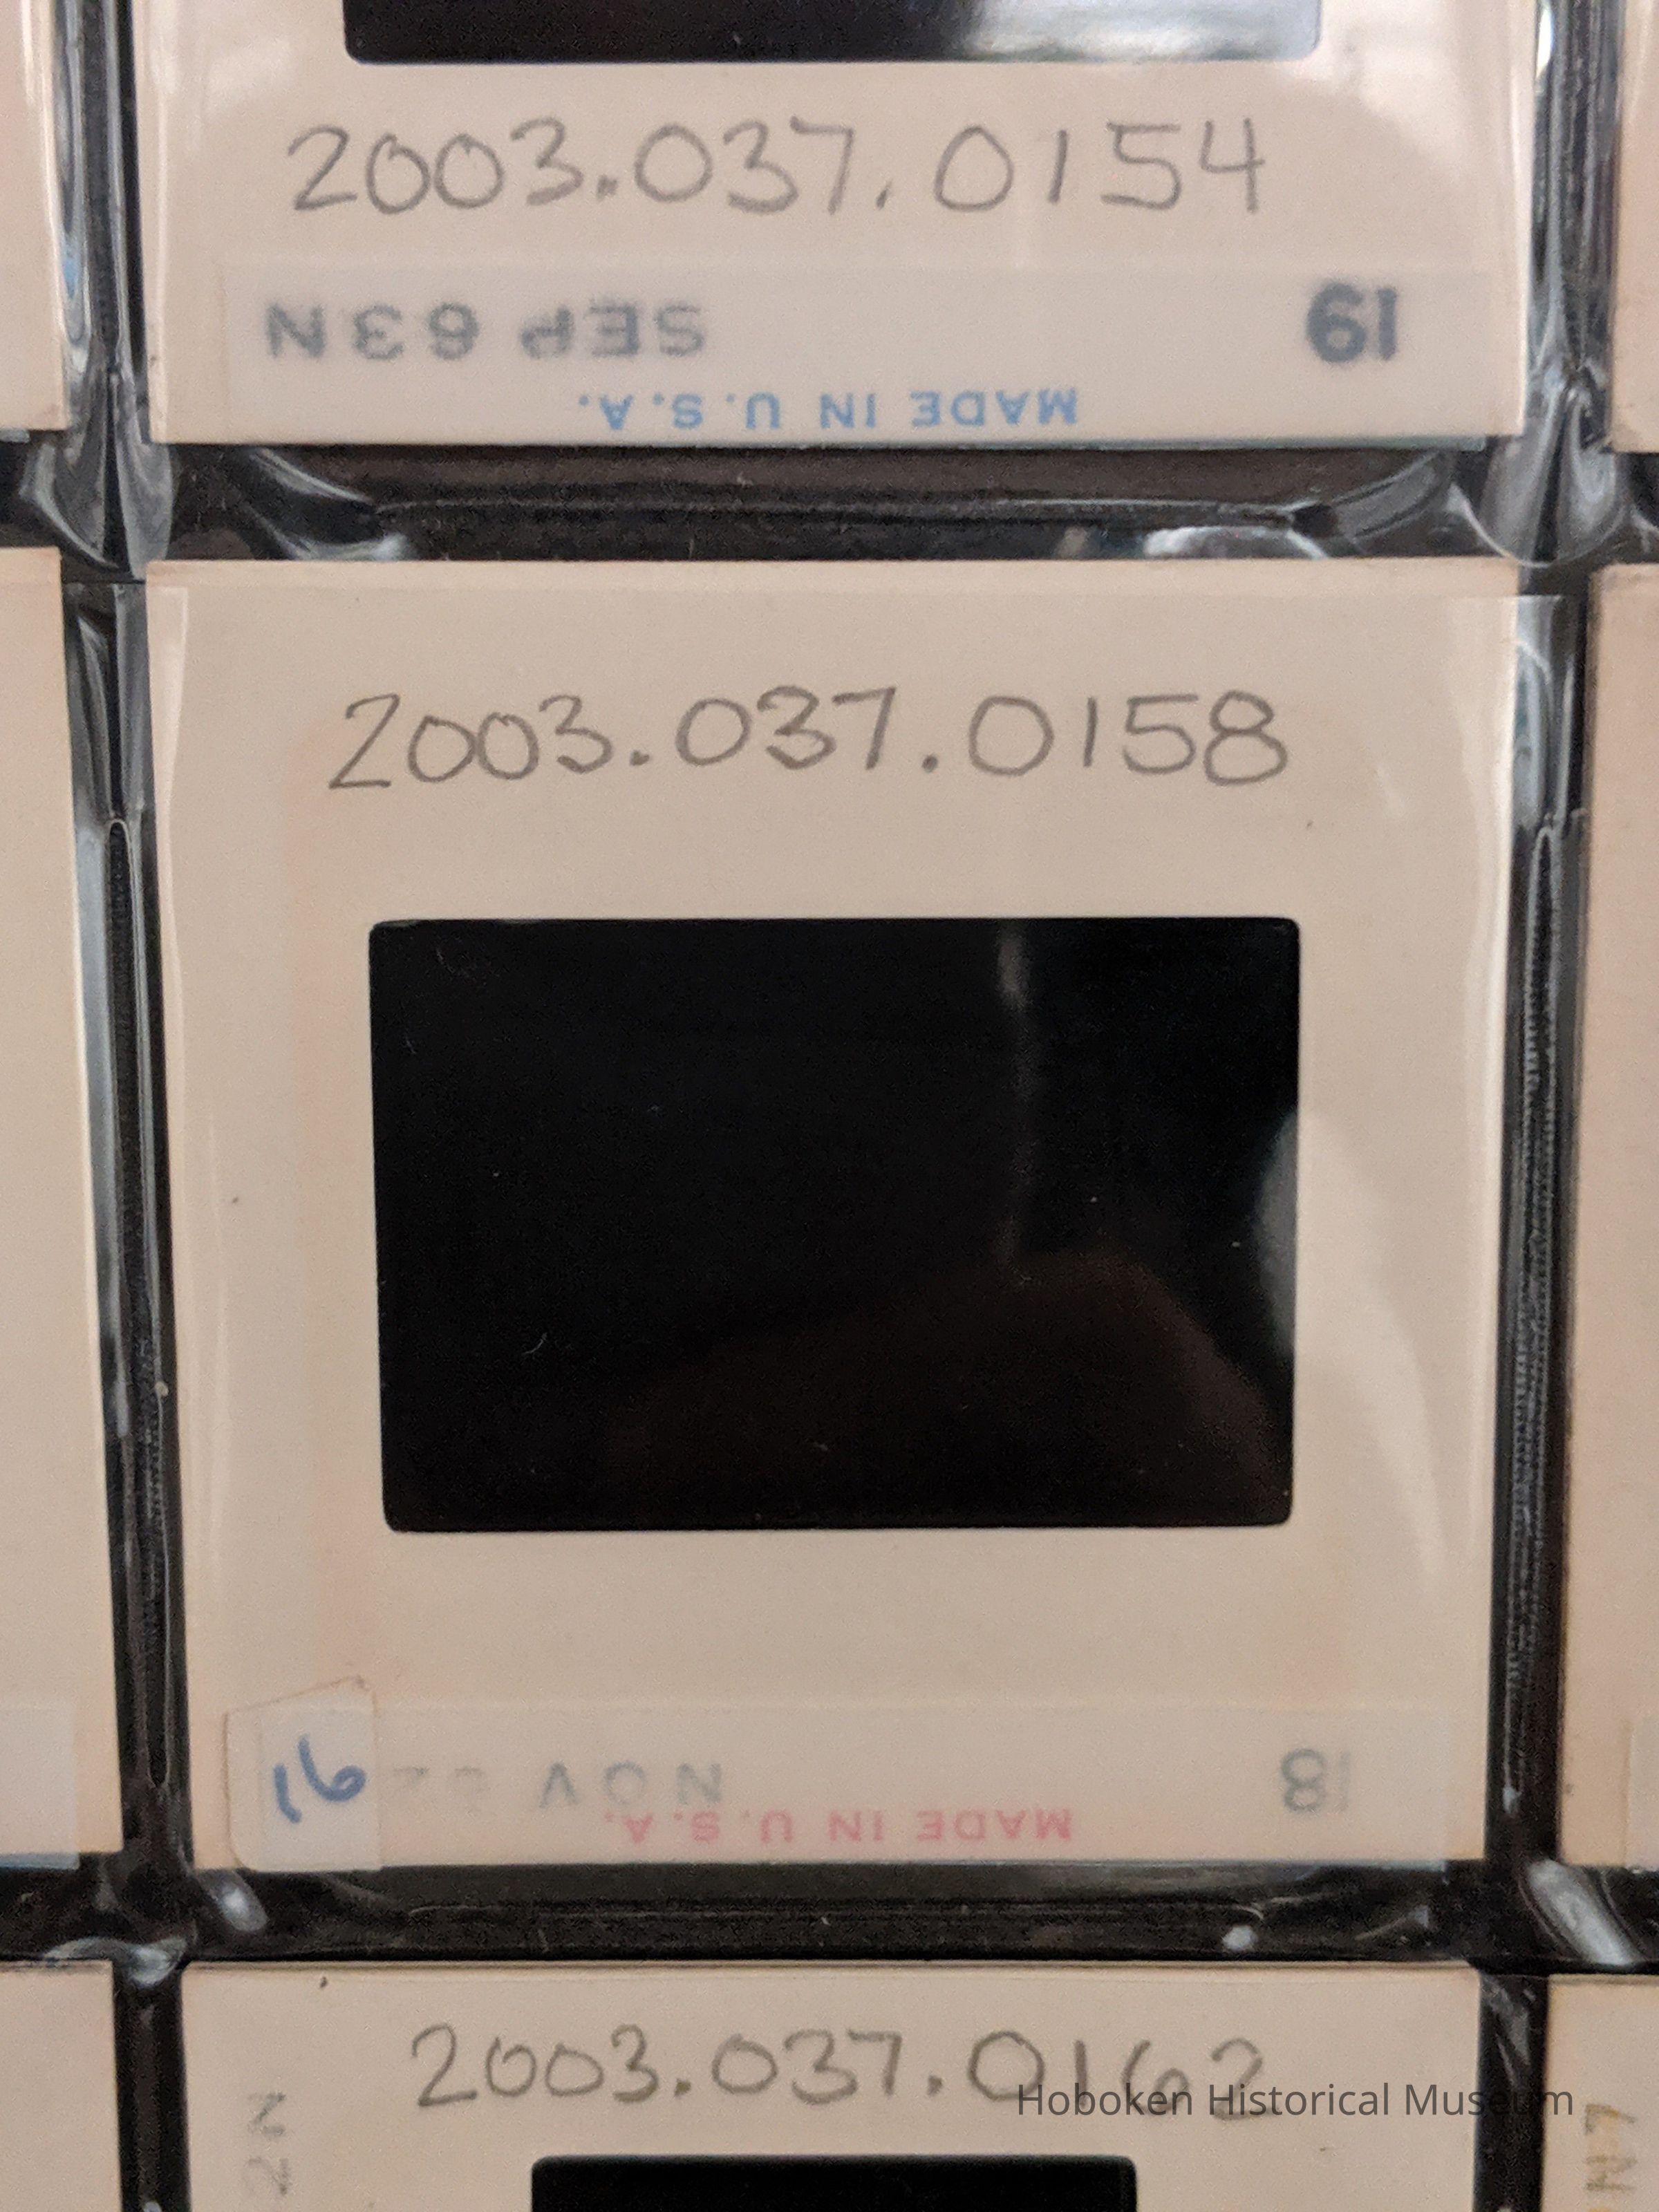 2003.037.0154
SEP 63N 19
MADE IN U.S.A.
2003.037.0158
16 NOV 18
MADE IN U.S.A.
2003.037.0162
Hoboken Historical Museum